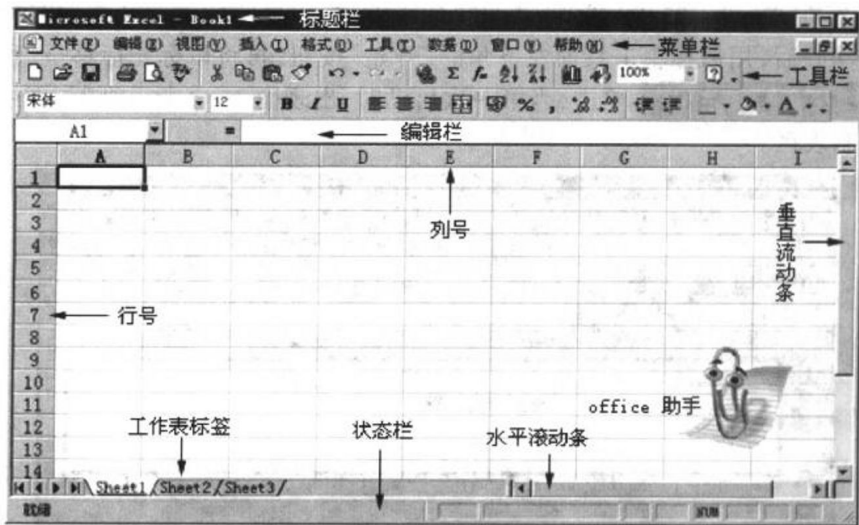 Microsoft Excel - Book1 标题栏
文件(F) 编辑(E) 视图(V) 插入(I) 格式(O) 工具(T) 数据(D) 窗口(W) 帮助(H) 菜单栏
100% 工具栏
宋体 12 B I U % ,
A1 = 编辑栏
A B C D E F G H I
1
2
3
4
5
6
7
8
9
10
11
12
13
14
列号
垂直流动条
行号
office 助手
工作表标签
状态栏
水平滚动条
Sheet1 Sheet2 Sheet3
就绪 NUM